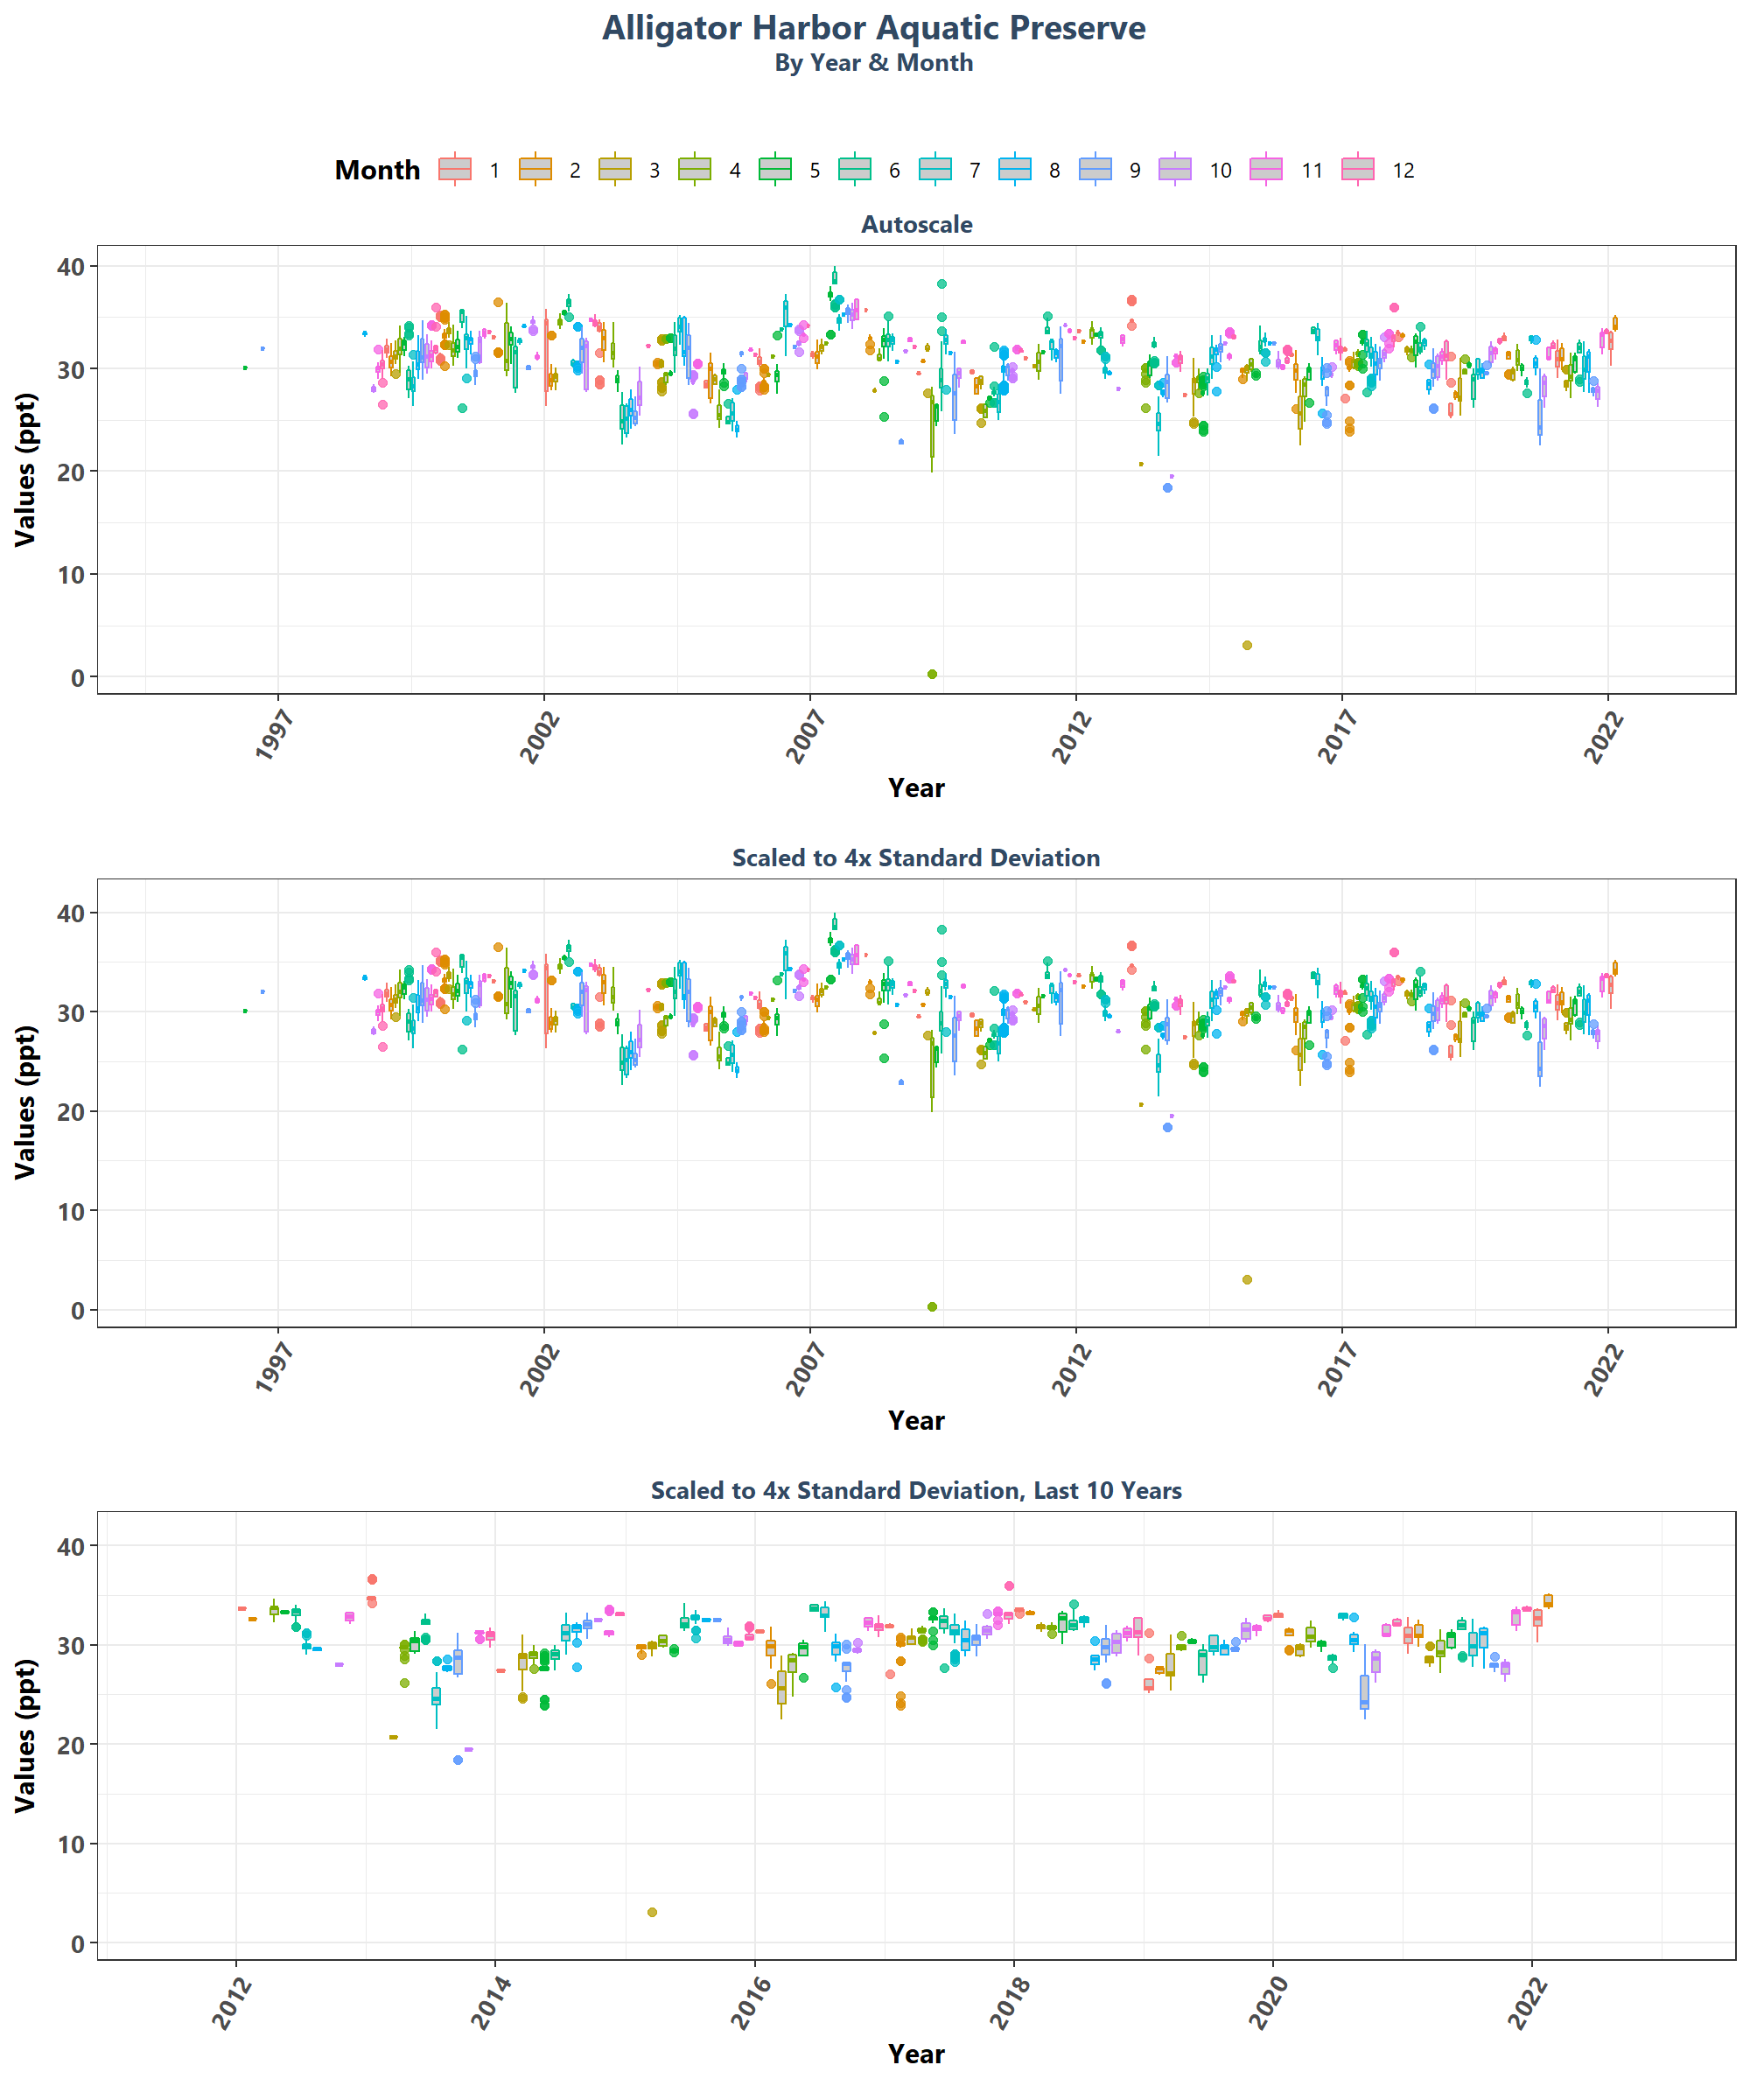 Alligator Harbor Aquatic Preserve
By Year & Month
Month 1 2 3 4 5 6 7 8 9 10 11 12
Autoscale
40
30
20
10
0
Values (ppt)
1997 2002 2007 2012 2017 2022
Year
Scaled to 4x Standard Deviation
40
30
20
10
0
Values (ppt)
1997 2002 2007 2012 2017 2022
Year
Scaled to 4x Standard Deviation, Last 10 Years
40
30
20
10
0
Values (ppt)
2012 2014 2016 2018 2020 2022
Year